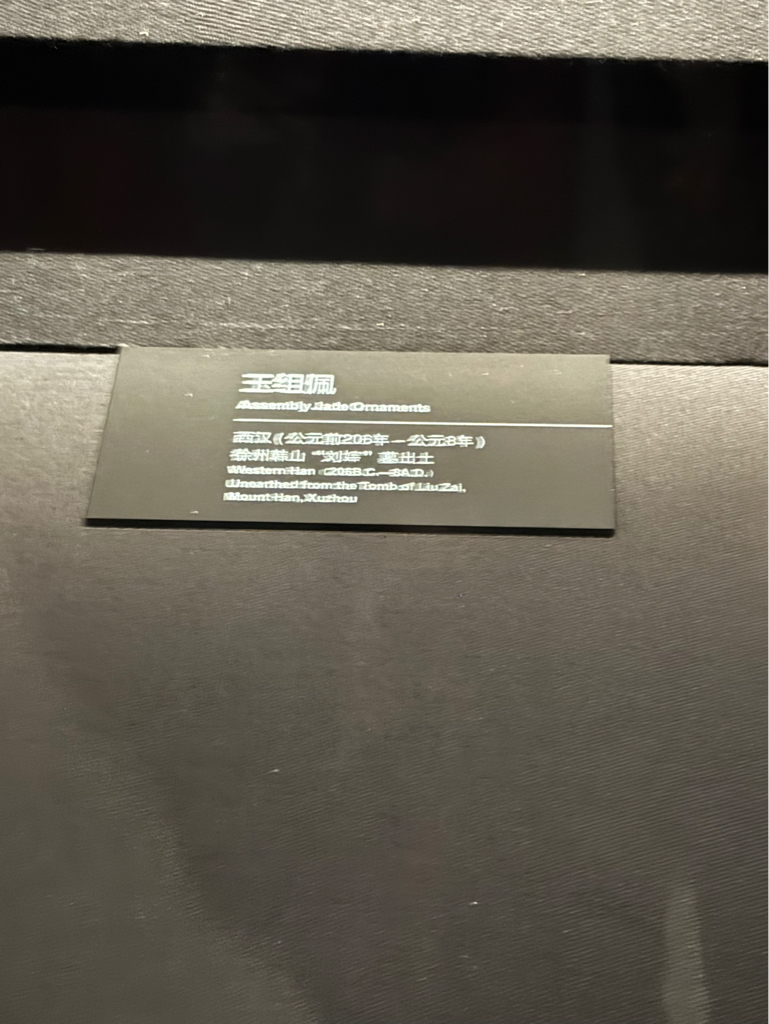 玉组佩
Assembly Jade Ornaments
西汉（公元前206年－公元8年）
徐州韩山“刘”墓出土
Western Han (206B.C.—8A.D.)
Unearthed from the Tomb of Liu Zai,
Mount Han, Xuzhou